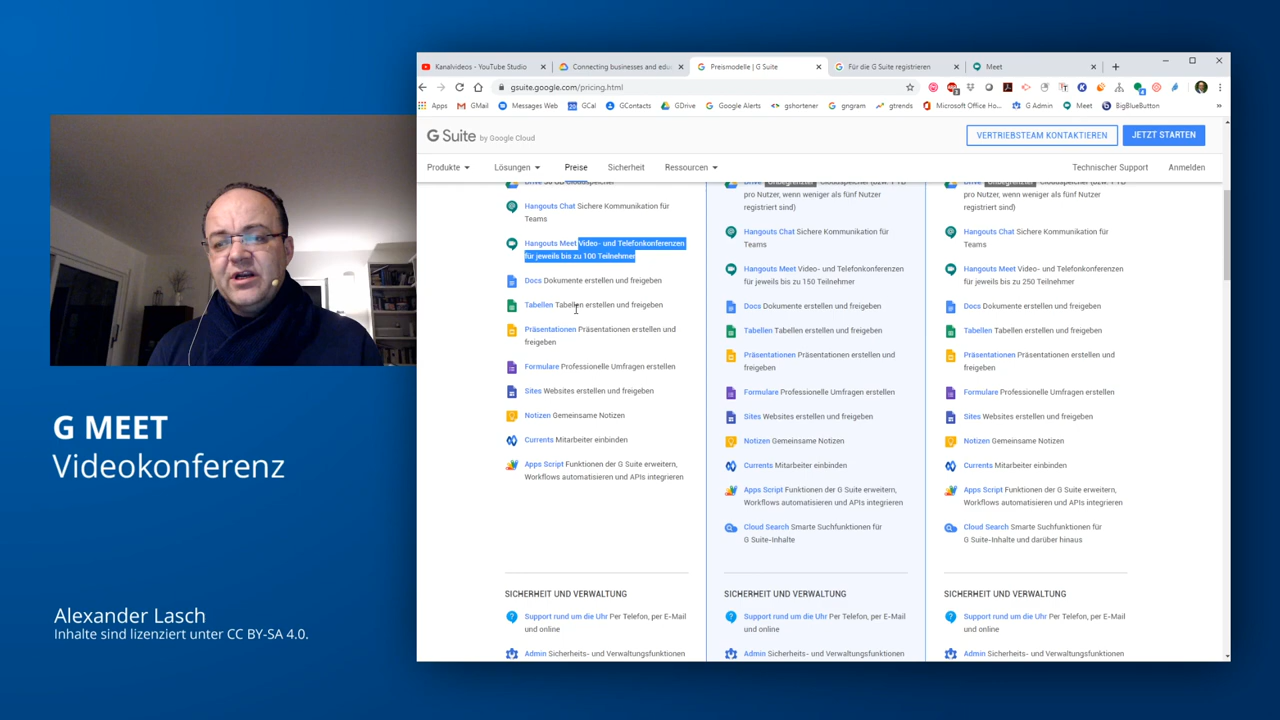 Kanalvideos - YouTube Studio
Connecting businesses and edu
Preismodelle | G Suite
Für die G Suite registrieren
Meet
gsuite.google.com/pricing.html
Apps
GMail
Messages Web
GCal
GContacts
GDrive
Google Alerts
gshortener
gngram
gtrends
Microsoft Office Ho...
G Admin
Meet
BigBlueButton
G Suite by Google Cloud
VERTRIEBSTEAM KONTAKTIEREN
JETZT STARTEN
Produkte
Lösungen
Preise
Sicherheit
Ressourcen
Technischer Support
Anmelden
Drive 30 GB Cloudspeicher
Hangouts Chat Sichere Kommunikation für
Teams
Hangouts Meet Video- und Telefonkonferenzen
für jeweils bis zu 100 Teilnehmer
Docs Dokumente erstellen und freigeben
Tabellen Tabellen erstellen und freigeben
Präsentationen Präsentationen erstellen und
freigeben
Formulare Professionelle Umfragen erstellen
Sites Websites erstellen und freigeben
Notizen Gemeinsame Notizen
Currents Mitarbeiter einbinden
Apps Script Funktionen der G Suite erweitern,
Workflows automatisieren und APIs integrieren
SICHERHEIT UND VERWALTUNG
Support rund um die Uhr Per Telefon, per E-Mail
und online
Admin Sicherheits- und Verwaltungsfunktionen
Drive Unbegrenzter Cloudspeicher (bzw. 1 TB
pro Nutzer, wenn weniger als fünf Nutzer
registriert sind)
Hangouts Chat Sichere Kommunikation für
Teams
Hangouts Meet Video- und Telefonkonferenzen
für jeweils bis zu 150 Teilnehmer
Docs Dokumente erstellen und freigeben
Tabellen Tabellen erstellen und freigeben
Präsentationen Präsentationen erstellen und
freigeben
Formulare Professionelle Umfragen erstellen
Sites Websites erstellen und freigeben
Notizen Gemeinsame Notizen
Currents Mitarbeiter einbinden
Apps Script Funktionen der G Suite erweitern,
Workflows automatisieren und APIs integrieren
Cloud Search Smarte Suchfunktionen für
G Suite-Inhalte
SICHERHEIT UND VERWALTUNG
Support rund um die Uhr Per Telefon, per E-Mail
und online
Admin Sicherheits- und Verwaltungsfunktionen
Drive Unbegrenzter Cloudspeicher (bzw. 1 TB
pro Nutzer, wenn weniger als fünf Nutzer
registriert sind)
Hangouts Chat Sichere Kommunikation für
Teams
Hangouts Meet Video- und Telefonkonferenzen
für jeweils bis zu 250 Teilnehmer
Docs Dokumente erstellen und freigeben
Tabellen Tabellen erstellen und freigeben
Präsentationen Präsentationen erstellen und
freigeben
Formulare Professionelle Umfragen erstellen
Sites Websites erstellen und freigeben
Notizen Gemeinsame Notizen
Currents Mitarbeiter einbinden
Apps Script Funktionen der G Suite erweitern,
Workflows automatisieren und APIs integrieren
Cloud Search Smarte Suchfunktionen für
G Suite-Inhalte und darüber hinaus
SICHERHEIT UND VERWALTUNG
Support rund um die Uhr Per Telefon, per E-Mail
und online
Admin Sicherheits- und Verwaltungsfunktionen
G MEET
Videokonferenz
Alexander Lasch
Inhalte sind lizenziert unter CC BY-SA 4.0.